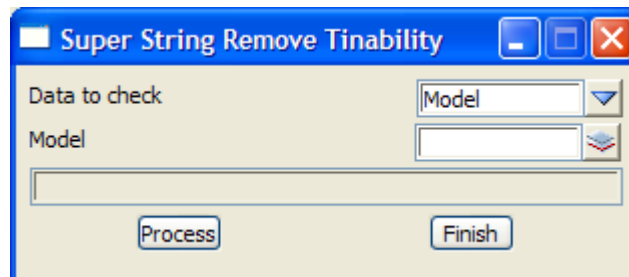 Super String Remove Tinability
Data to check Model
Model
Process Finish